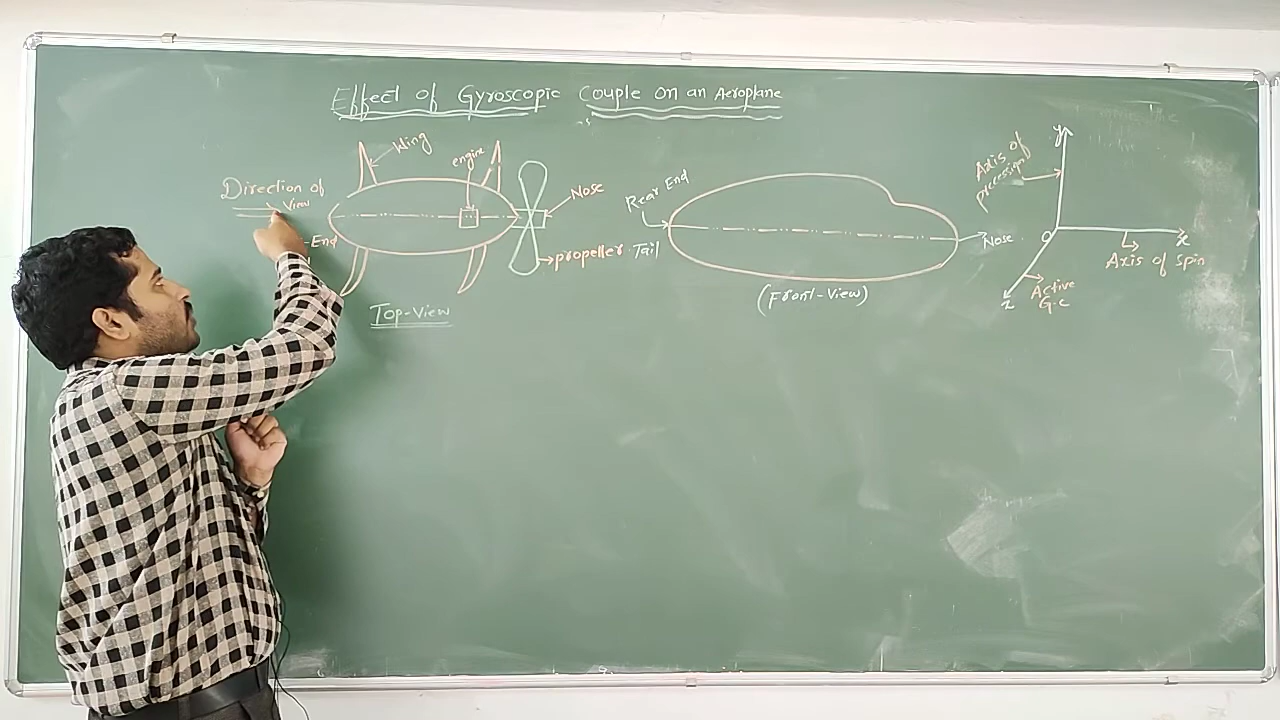 Effect of Gyroscopic Couple on an Aeroplane
Wing
engine
Direction of
View
Nose
-End
propeller
Top-View
Rear End
Tail
Nose
(Front-View)
y
Axis of
precession
O
x
Axis of Spin
Active
G.C
z